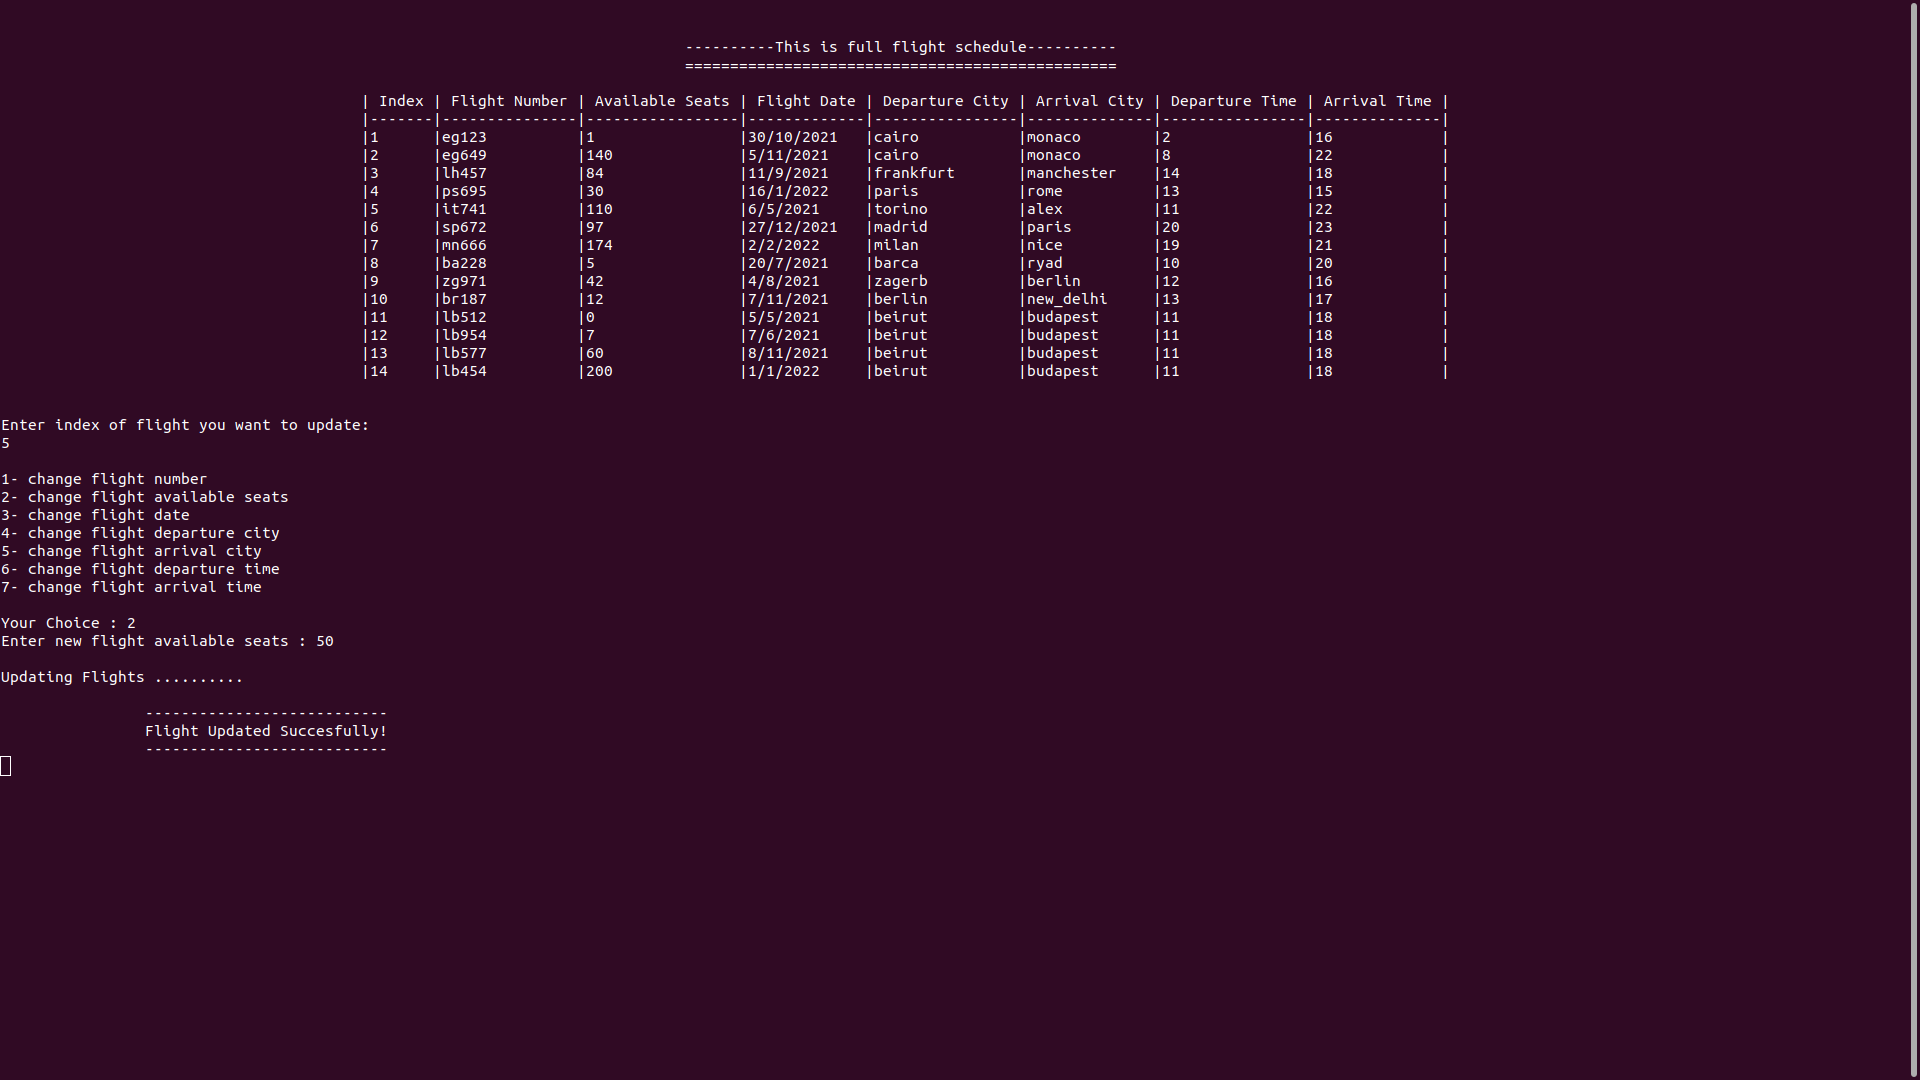 ----------This is full flight schedule----------
================================================
| Index | Flight Number | Available Seats | Flight Date | Departure City | Arrival City | Departure Time | Arrival Time |
|-------|---------------|-----------------|-------------|----------------|--------------|----------------|--------------|
|1 |eg123 |1 |30/10/2021 |cairo |monaco |2 |16 |
|2 |eg649 |140 |5/11/2021 |cairo |monaco |8 |22 |
|3 |lh457 |84 |11/9/2021 |frankfurt |manchester |14 |18 |
|4 |ps695 |30 |16/1/2022 |paris |rome |13 |15 |
|5 |it741 |110 |6/5/2021 |torino |alex |11 |22 |
|6 |sp672 |97 |27/12/2021 |madrid |paris |20 |23 |
|7 |mn666 |174 |2/2/2022 |milan |nice |19 |21 |
|8 |ba228 |5 |20/7/2021 |barca |ryad |10 |20 |
|9 |zg971 |42 |4/8/2021 |zagerb |berlin |12 |16 |
|10 |br187 |12 |7/11/2021 |berlin |new_delhi |13 |17 |
|11 |lb512 |0 |5/5/2021 |beirut |budapest |11 |18 |
|12 |lb954 |7 |7/6/2021 |beirut |budapest |11 |18 |
|13 |lb577 |60 |8/11/2021 |beirut |budapest |11 |18 |
|14 |lb454 |200 |1/1/2022 |beirut |budapest |11 |18 |
Enter index of flight you want to update:
5
1- change flight number
2- change flight available seats
3- change flight date
4- change flight departure city
5- change flight arrival city
6- change flight departure time
7- change flight arrival time
Your Choice : 2
Enter new flight available seats : 50
Updating Flights ..........
---------------------------
Flight Updated Succesfully!
---------------------------